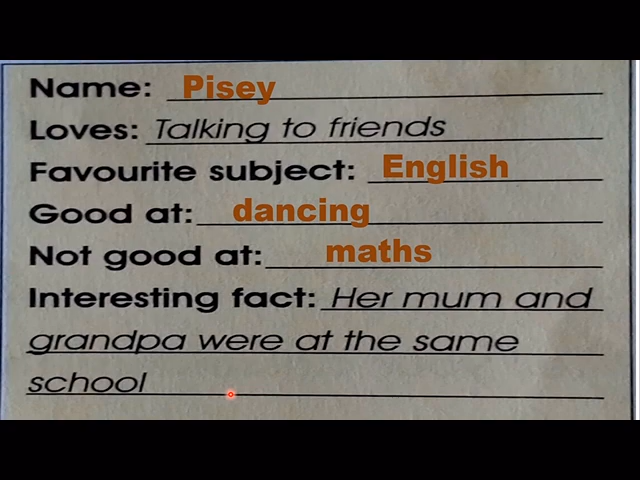 Name: Pisey
Loves: Talking to friends
Favourite subject: English
Good at: dancing
Not good at: maths
Interesting fact: Her mum and
grandpa were at the same
school